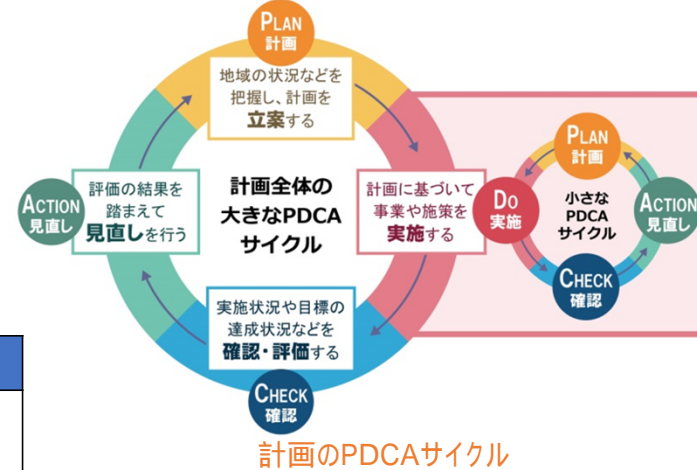 PLAN
計画
地域の状況などを
把握し、計画を
立案する
ACTION
見直し
評価の結果を
踏まえて
見直しを行う
計画全体の
大きなPDCA
サイクル
計画に基づいて
事業や施策を
実施する
DO
実施
実施状況や目標の
達成状況などを
確認・評価する
CHECK
確認
PLAN
計画
小さな
PDCA
サイクル
ACTION
見直し
CHECK
確認
計画のPDCAサイクル